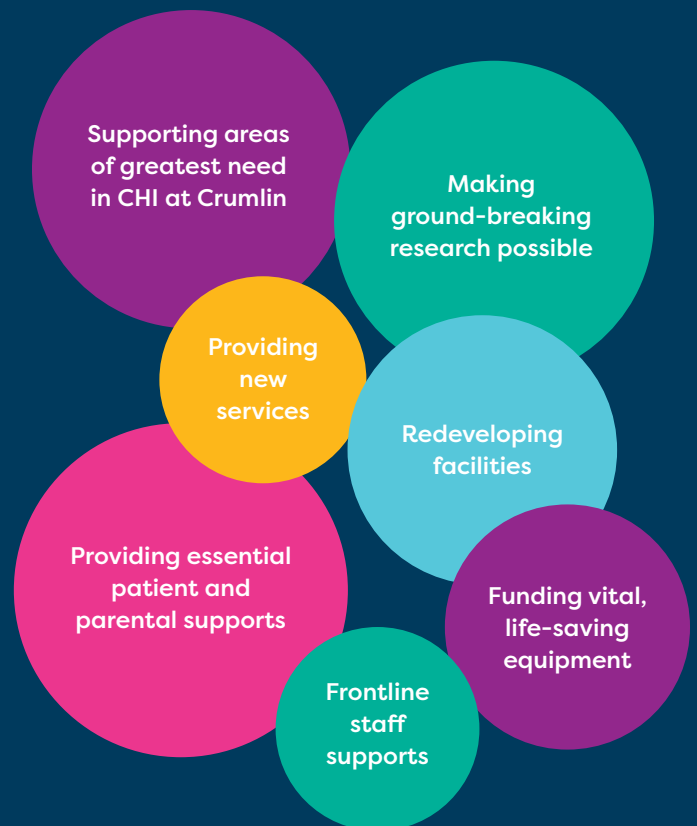 Supporting areas
of greatest need
in CHI at Crumlin
Making
ground-breaking
research possible
Providing
new
services
Redeveloping
facilities
Providing essential
patient and
parental supports
Funding vital,
life-saving
equipment
Frontline
staff
supports